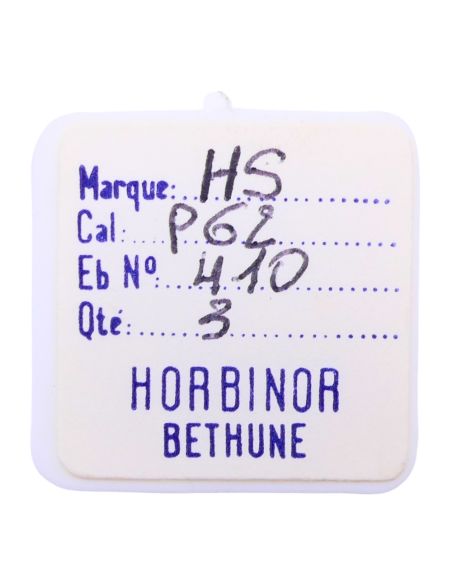 Marque: HS
Cal: P62
Eb Nº: 410
Qté: 3
HORBINOR
BETHUNE